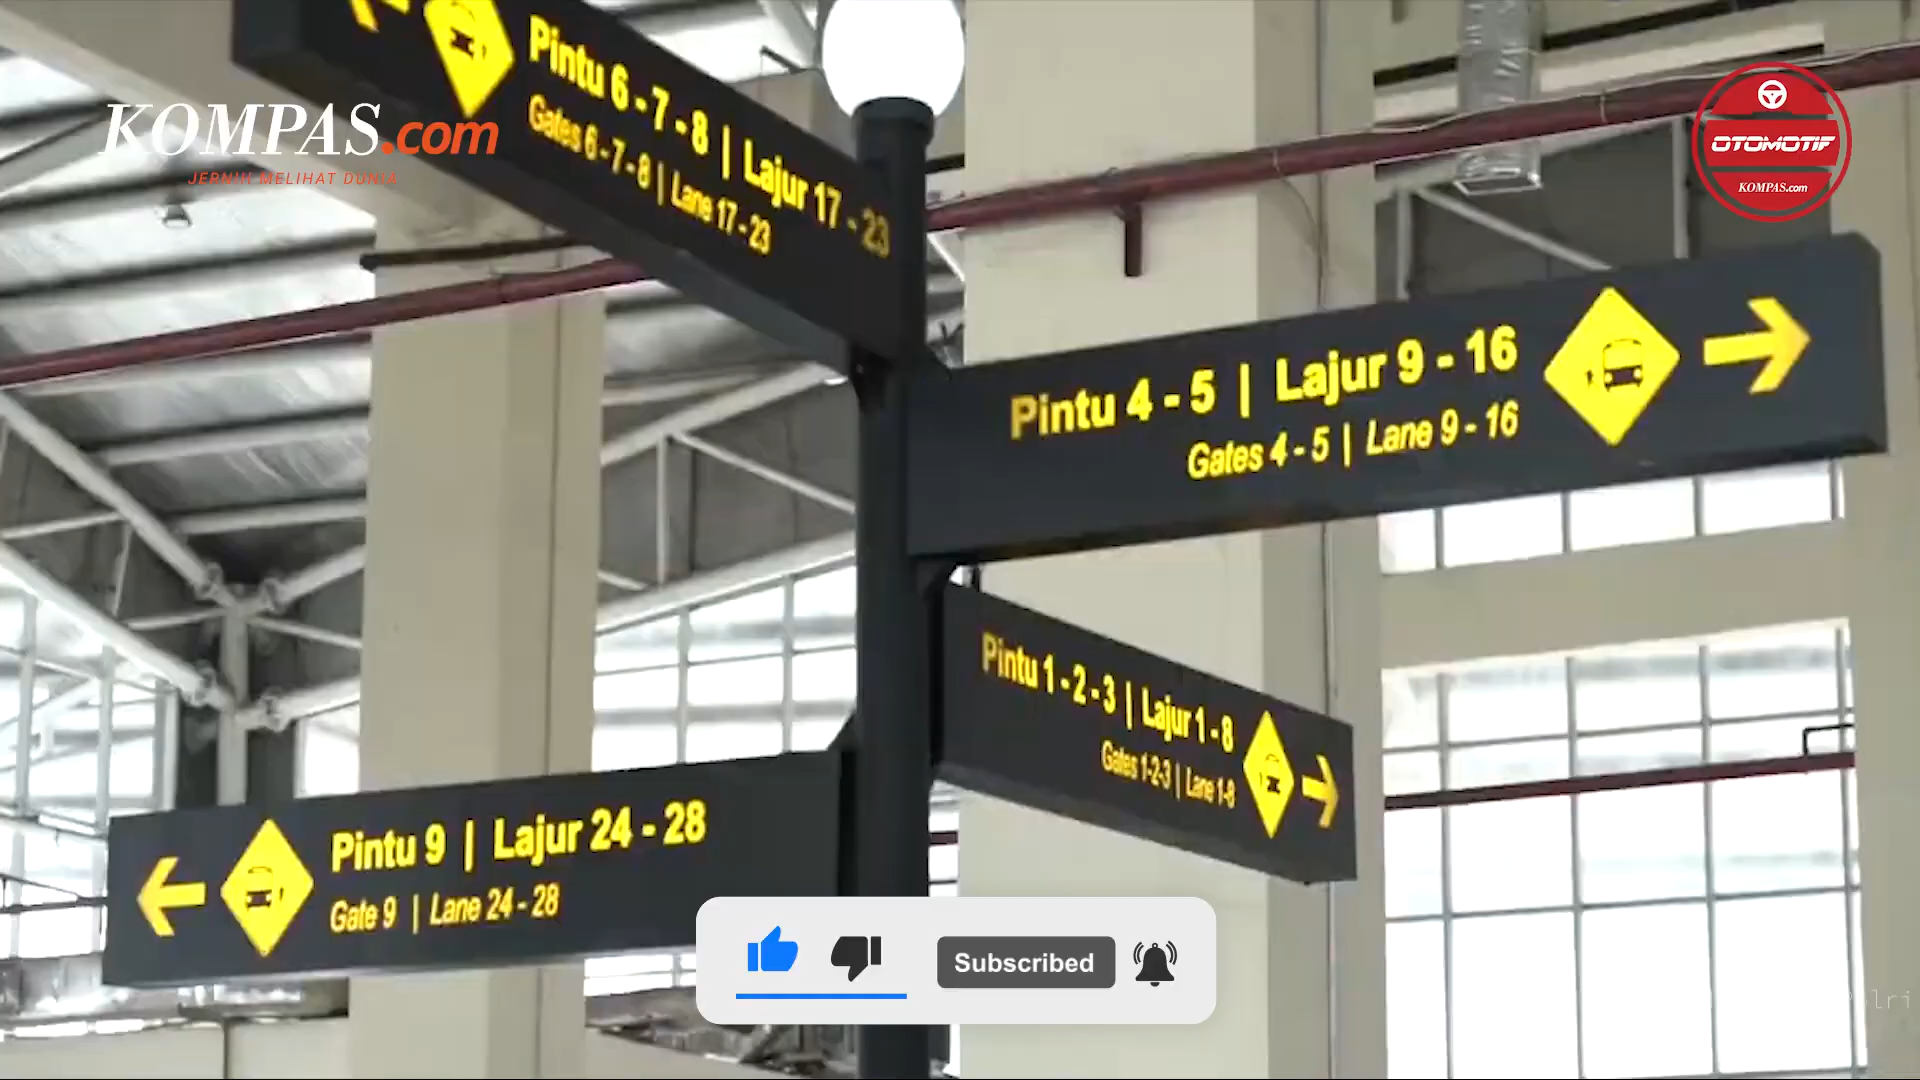 Pintu 6 - 7 - 8 | Lajur 17 - 23
Gates 6 - 7 - 8 | Lane 17 - 23
KOMPAS.com
JERNIH MELIHAT DUNIA
OTOMOTIF
KOMPAS.com
Pintu 4 - 5 | Lajur 9 - 16
Gates 4 - 5 | Lane 9 - 16
Pintu 1 - 2 - 3 | Lajur 1 - 8
Gates 1-2-3 | Lane 1-8
Pintu 9 | Lajur 24 - 28
Gate 9 | Lane 24 - 28
Subscribed